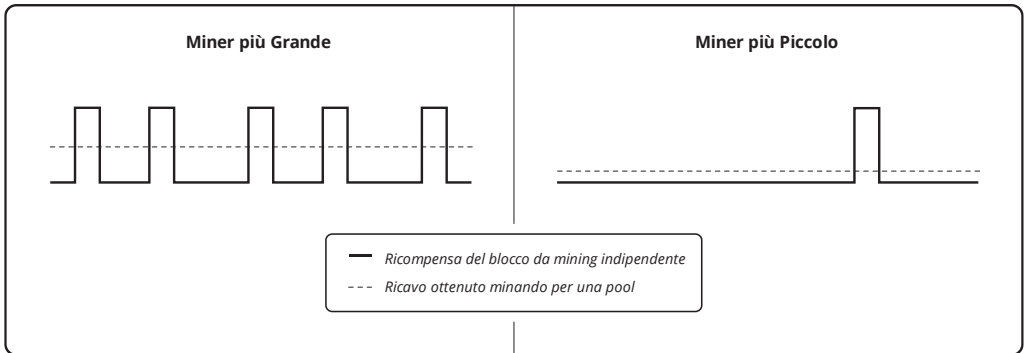 Miner più Grande
Miner più Piccolo
Ricompensa del blocco da mining indipendente
Ricavo ottenuto minando per una pool